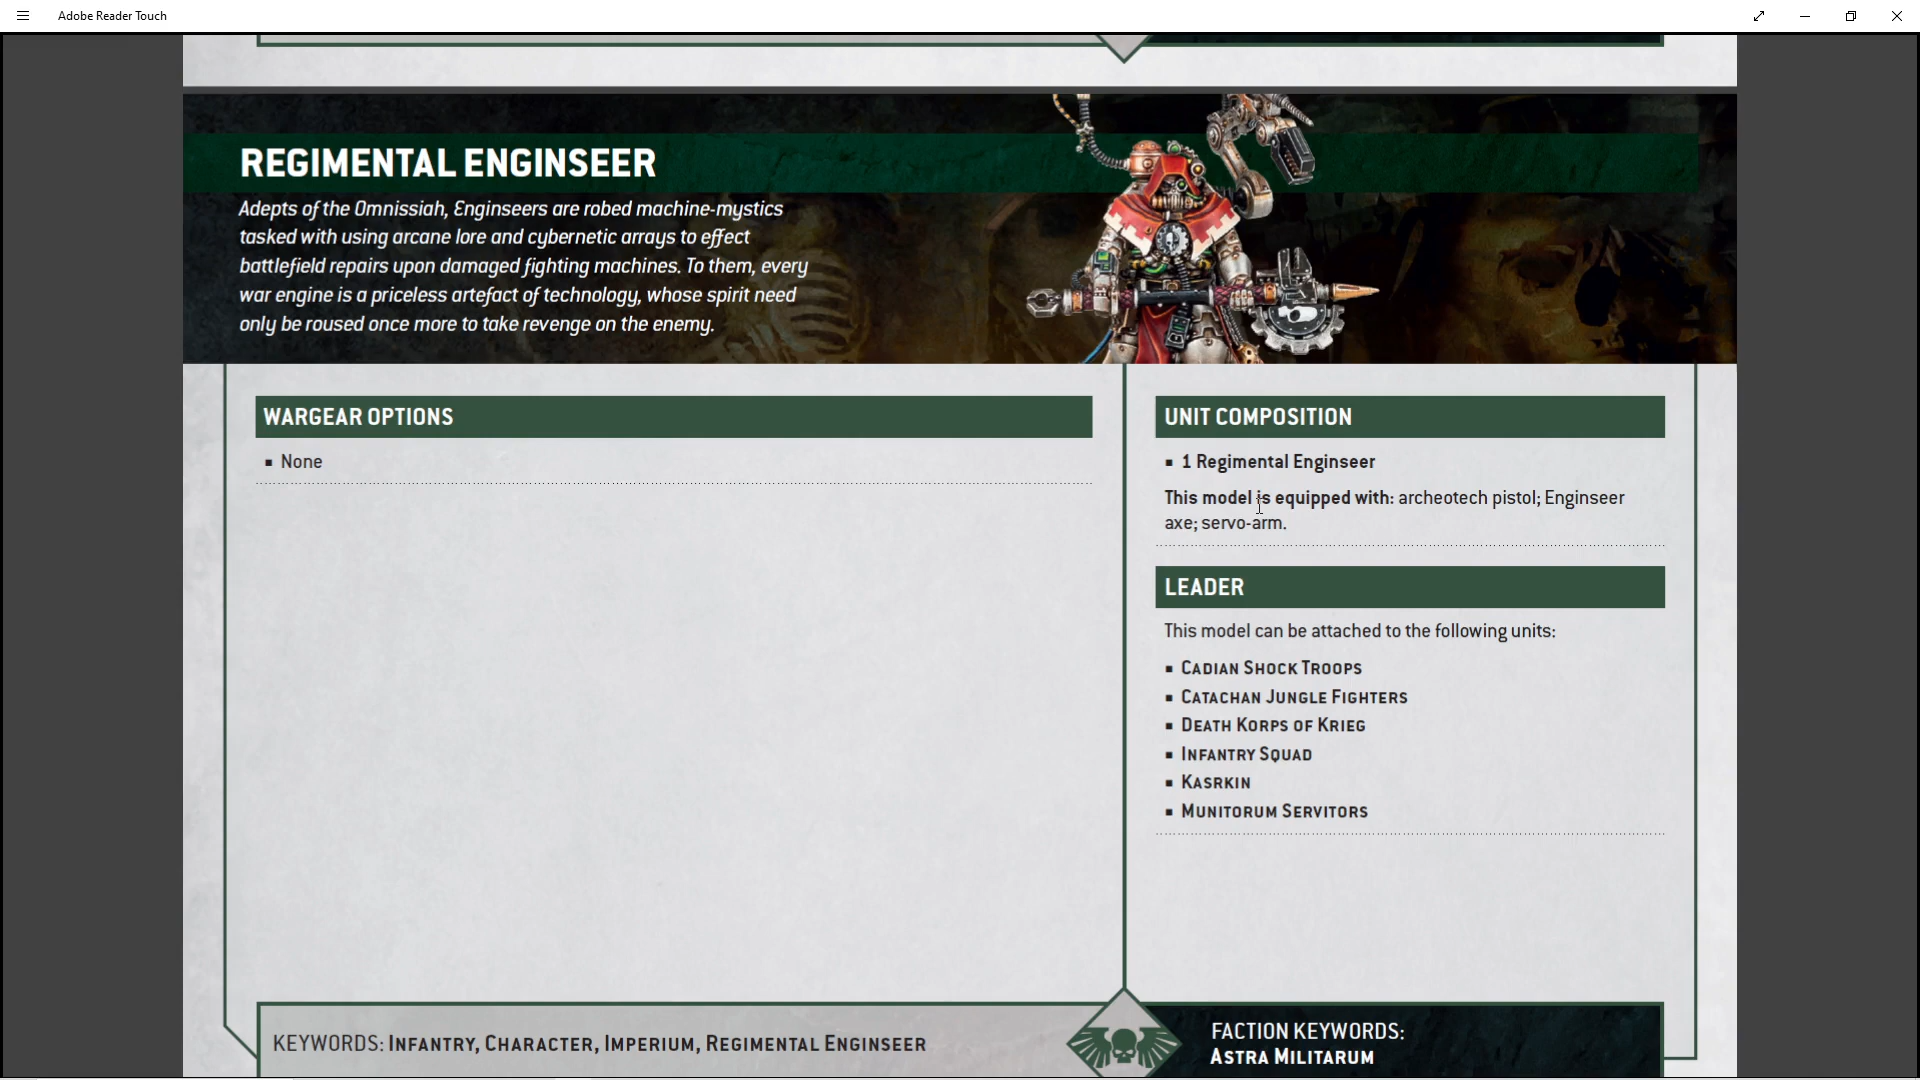 Adobe Reader Touch
REGIMENTAL ENGINSEER
Adepts of the Omnissiah, Enginseers are robed machine-mystics
tasked with using arcane lore and cybernetic arrays to effect
battlefield repairs upon damaged fighting machines. To them, every
war engine is a priceless artefact of technology, whose spirit need
only be roused once more to take revenge on the enemy.
WARGEAR OPTIONS
▪ None
UNIT COMPOSITION
▪ 1 Regimental Enginseer
This model is equipped with: archeotech pistol; Enginseer
axe; servo-arm.
LEADER
This model can be attached to the following units:
▪ CADIAN SHOCK TROOPS
▪ CATACHAN JUNGLE FIGHTERS
▪ DEATH KORPS OF KRIEG
▪ INFANTRY SQUAD
▪ KASRKIN
▪ MUNITORUM SERVITORS
KEYWORDS: INFANTRY, CHARACTER, IMPERIUM, REGIMENTAL ENGINSEER
FACTION KEYWORDS:
ASTRA MILITARUM